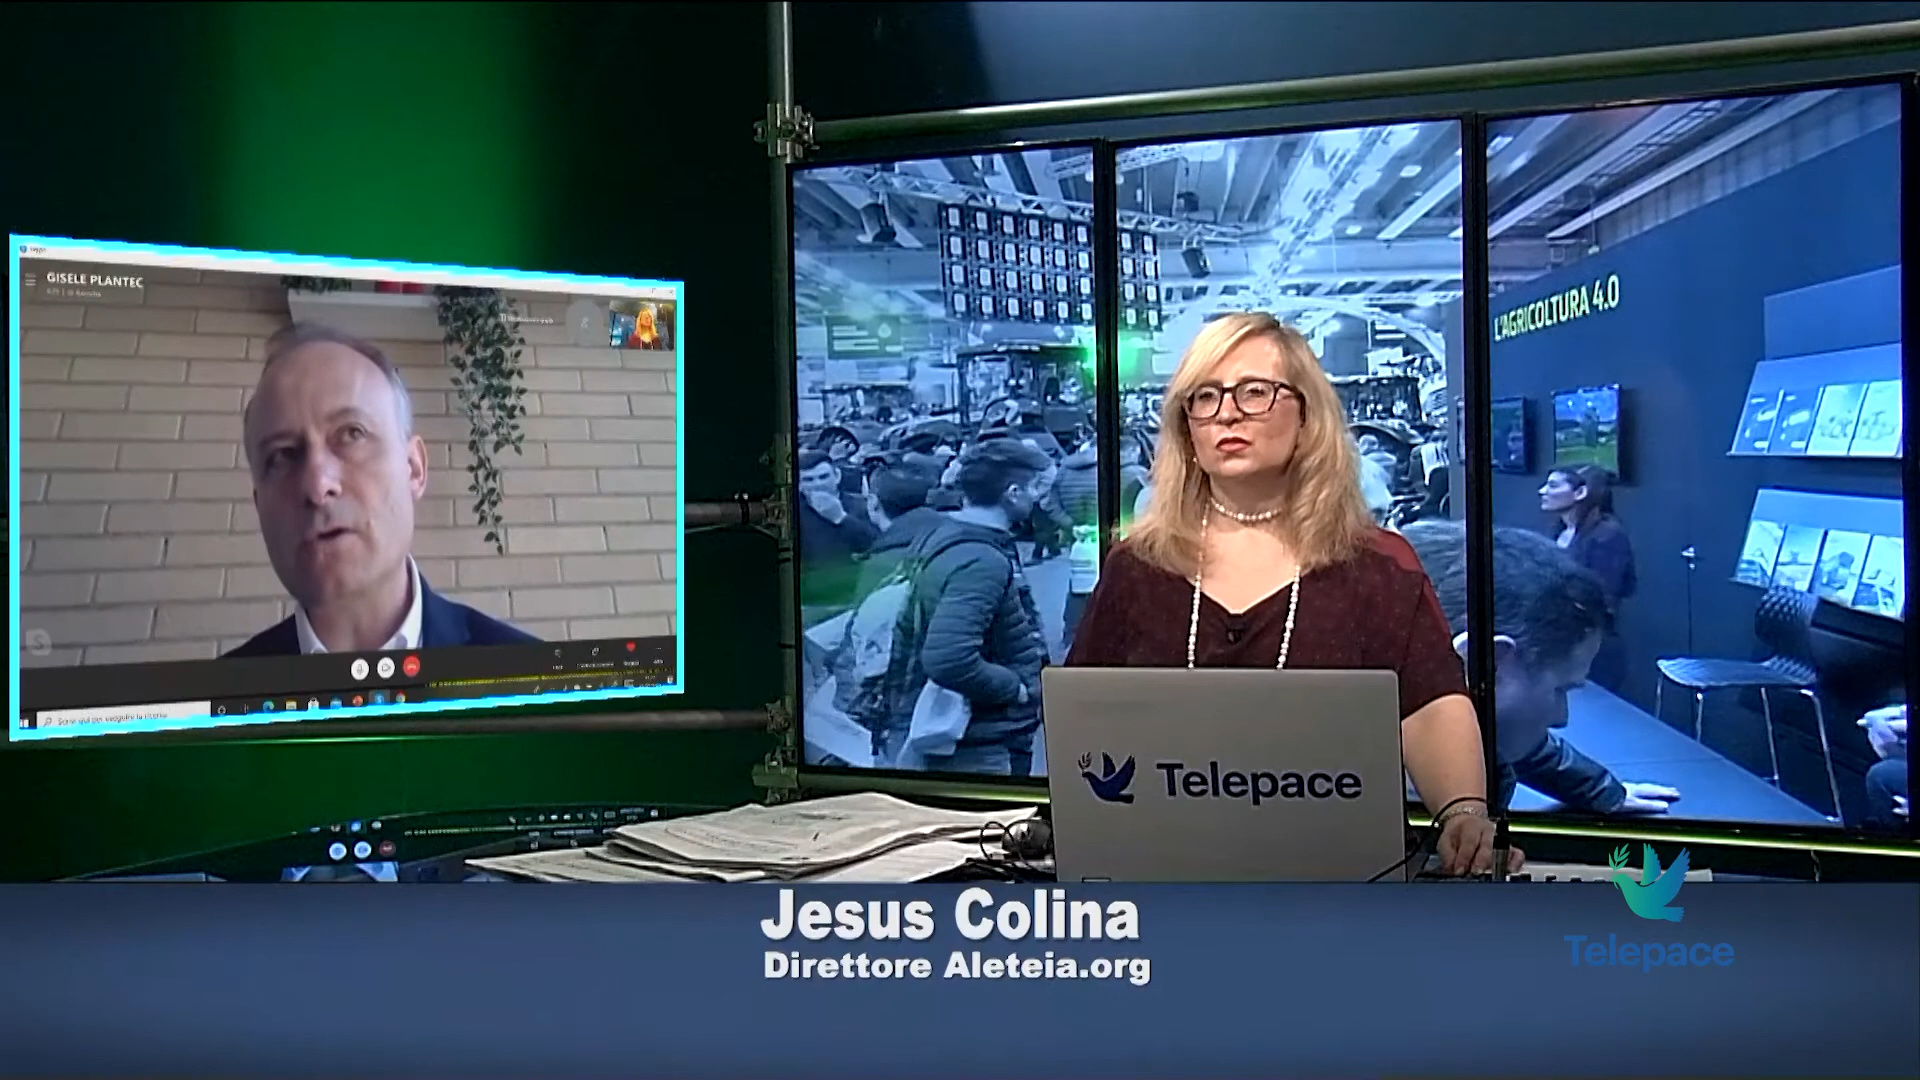 GISELE PLANTEC
L'AGRICOLTURA 4.0
Telepace
Jesus Colina
Direttore Aleteia.org
Telepace